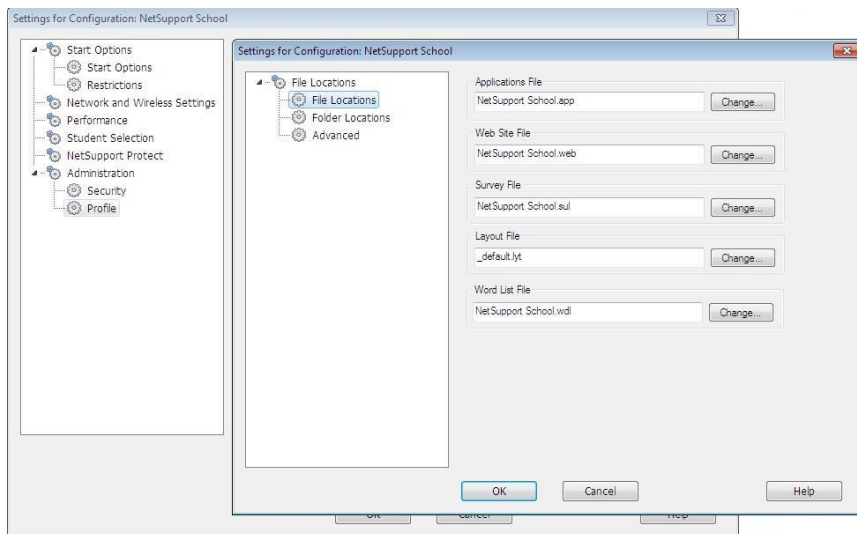 Settings for Configuration: NetSupport School
Start Options
Start Options
Restrictions
Network and Wireless Settings
Performance
Student Selection
NetSupport Protect
Administration
Security
Profile
Settings for Configuration: NetSupport School
File Locations
File Locations
Folder Locations
Advanced
Applications File
NetSupport School.app Change...
Web Site File
NetSupport School.web Change...
Survey File
NetSupport School.sul Change...
Layout File
_default.lyt Change...
Word List File
NetSupport School.wdl Change...
OK Cancel Help
OK Cancel Help